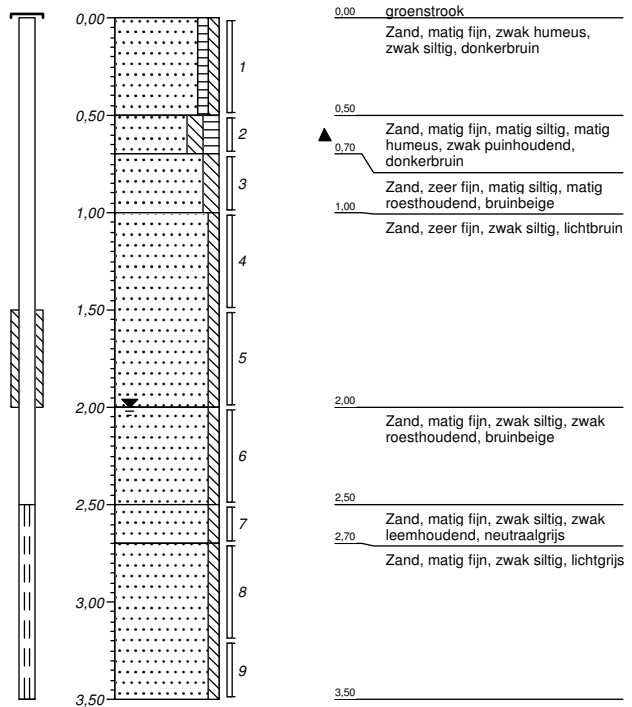 0,00
0,50
1,00
1,50
2,00
2,50
3,00
3,50
1
2
3
4
5
6
7
8
9
0,00 groenstrook
Zand, matig fijn, zwak humeus,
zwak siltig, donkerbruin
0,50
Zand, matig fijn, matig siltig, matig
humeus, zwak puinhoudend,
donkerbruin
0,70
Zand, zeer fijn, matig siltig, matig
roesthoudend, bruinbeige
1,00
Zand, zeer fijn, zwak siltig, lichtbruin
2,00
Zand, matig fijn, zwak siltig, zwak
roesthoudend, bruinbeige
2,50
Zand, matig fijn, zwak siltig, zwak
leemhoudend, neutraalgrijs
2,70
Zand, matig fijn, zwak siltig, lichtgrijs
3,50